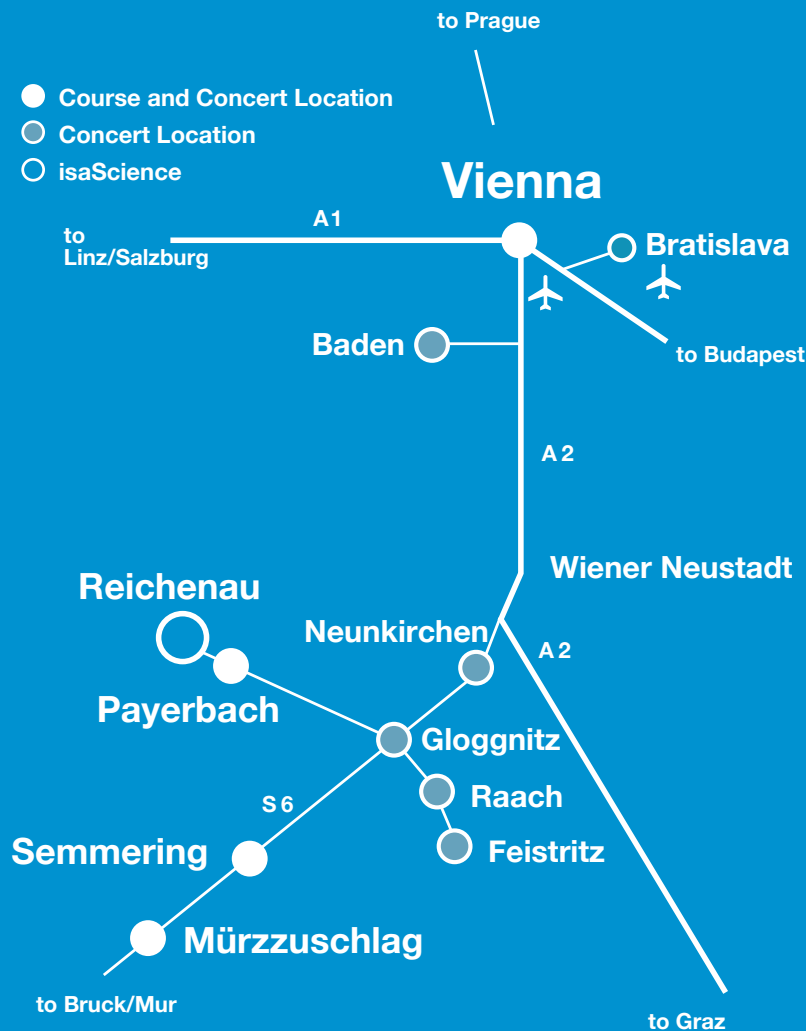 to Prague
Course and Concert Location
Concert Location
isaScience
Vienna
A 1
to
Linz/Salzburg
Bratislava
Baden
to Budapest
A 2
Wiener Neustadt
Reichenau
Neunkirchen
A 2
Payerbach
Gloggnitz
Raach
S 6
Semmering
Feistritz
Mürzzuschlag
to Bruck/Mur
to Graz